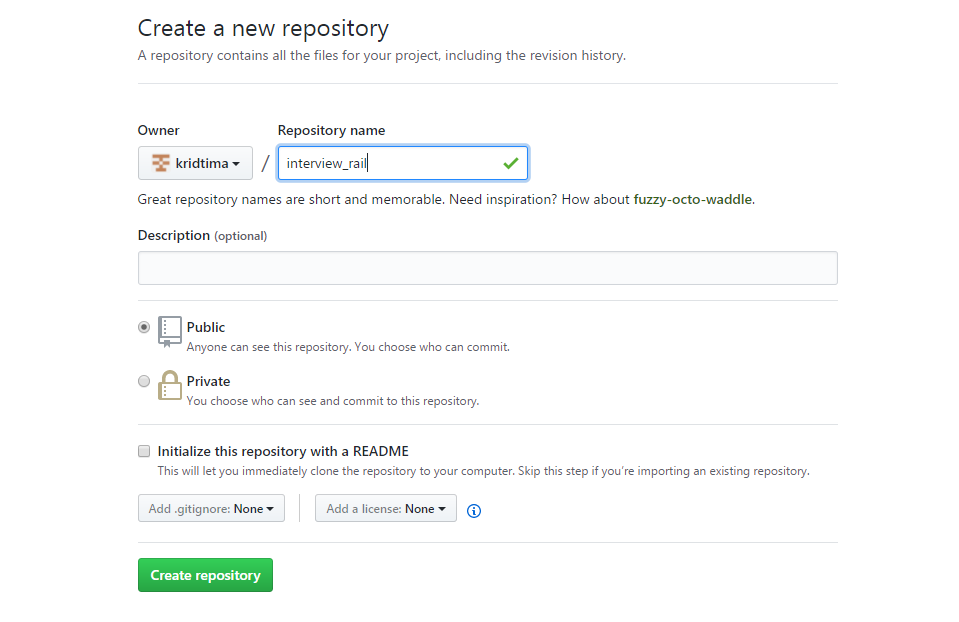 Create a new repository
A repository contains all the files for your project, including the revision history.
Owner Repository name
kridtima / interview_rail
Great repository names are short and memorable. Need inspiration? How about fuzzy-octo-waddle.
Description (optional)
Public
Anyone can see this repository. You choose who can commit.
Private
You choose who can see and commit to this repository.
Initialize this repository with a README
This will let you immediately clone the repository to your computer. Skip this step if you're importing an existing repository.
Add .gitignore: None Add a license: None
Create repository